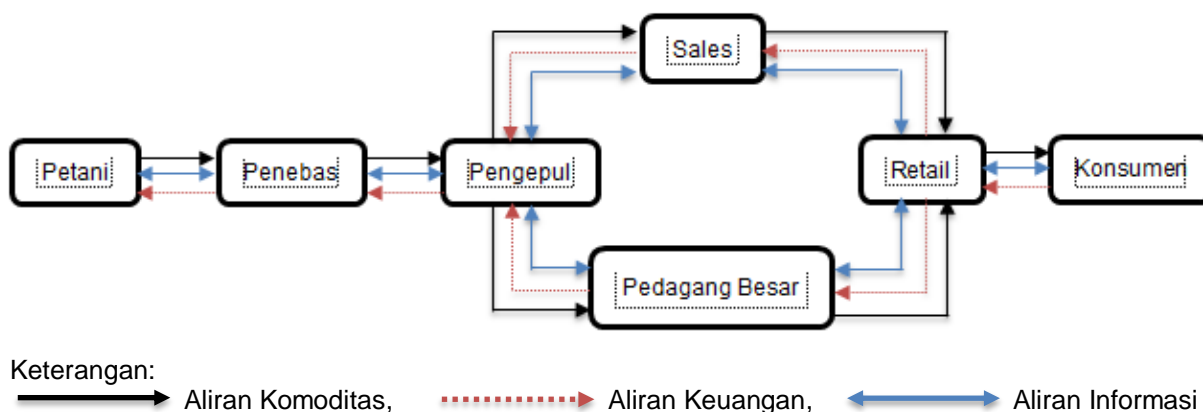 Sales
Petani
Penebas
Pengepul
Retail
Konsumen
Pedagang Besar
Keterangan:
Aliran Komoditas, Aliran Keuangan, Aliran Informasi